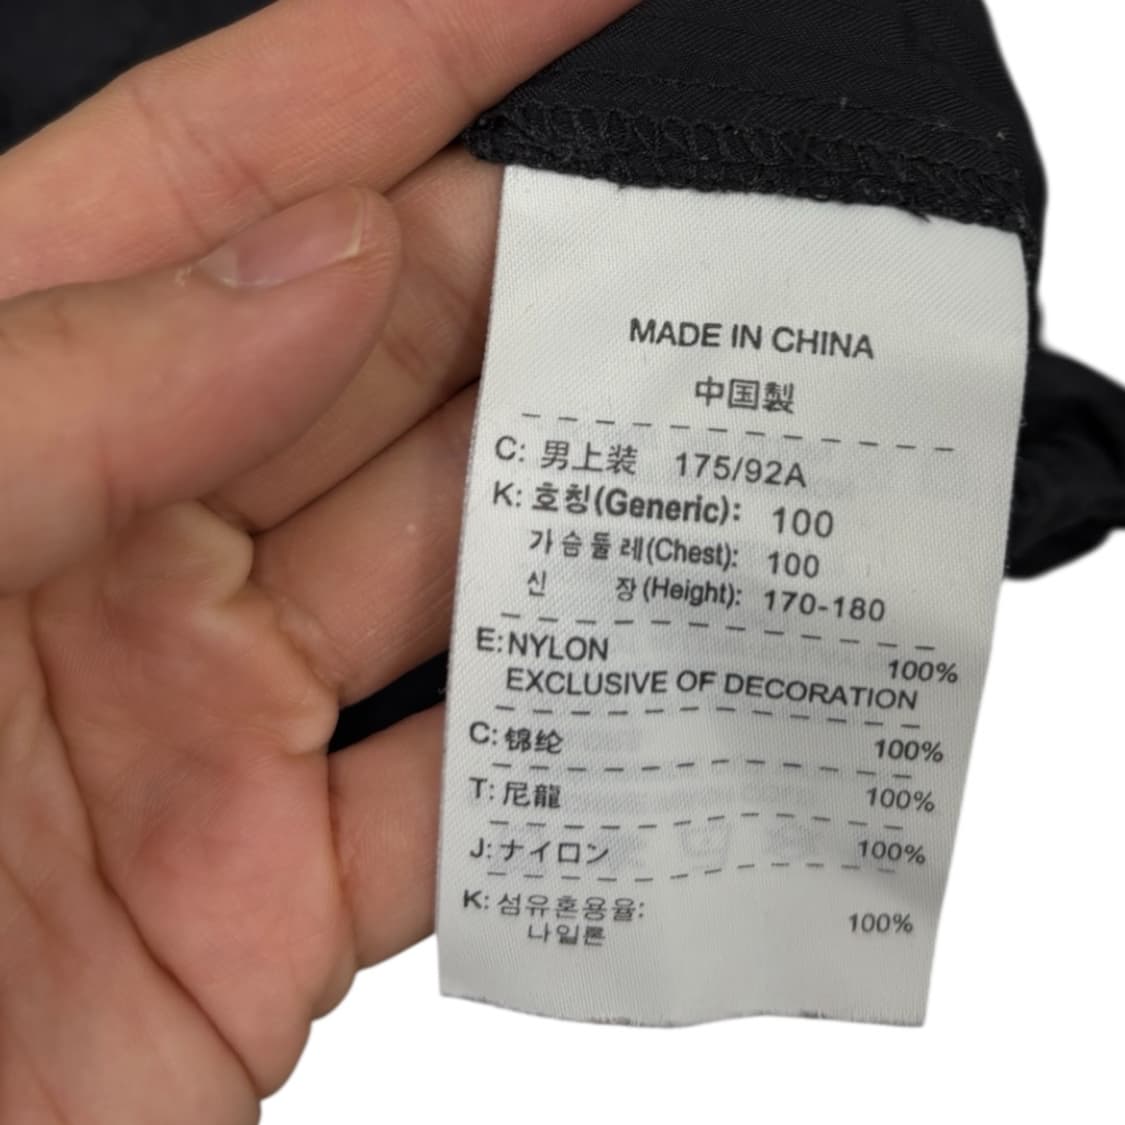 MADE IN CHINA
中国製
C: 男上装 175/92A
K: 호칭(Generic): 100
가슴둘레(Chest): 100
신 장(Height): 170-180
E: NYLON 100%
EXCLUSIVE OF DECORATION
C: 锦纶 100%
T: 尼龍 100%
J: ナイロン 100%
K: 섬유혼용율:
나일론 100%